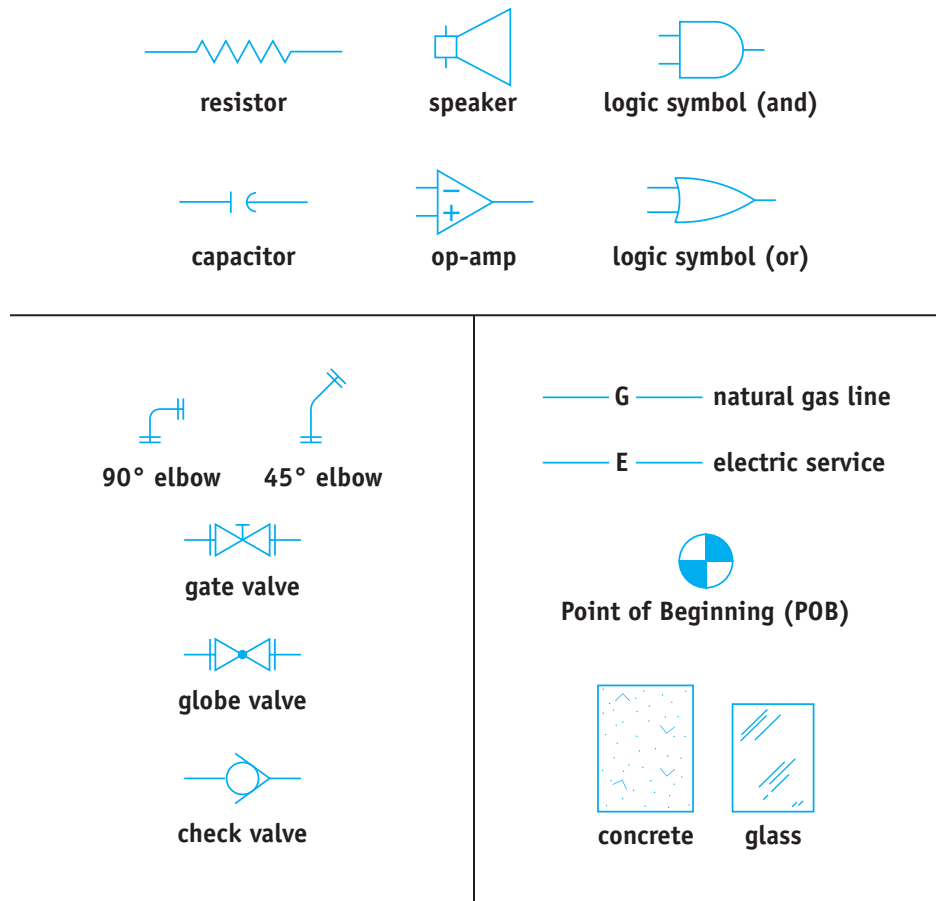 resistor
speaker
logic symbol (and)
−
+
capacitor
op-amp
logic symbol (or)
90° elbow
45° elbow
gate valve
globe valve
check valve
G natural gas line
E electric service
Point of Beginning (POB)
concrete
glass